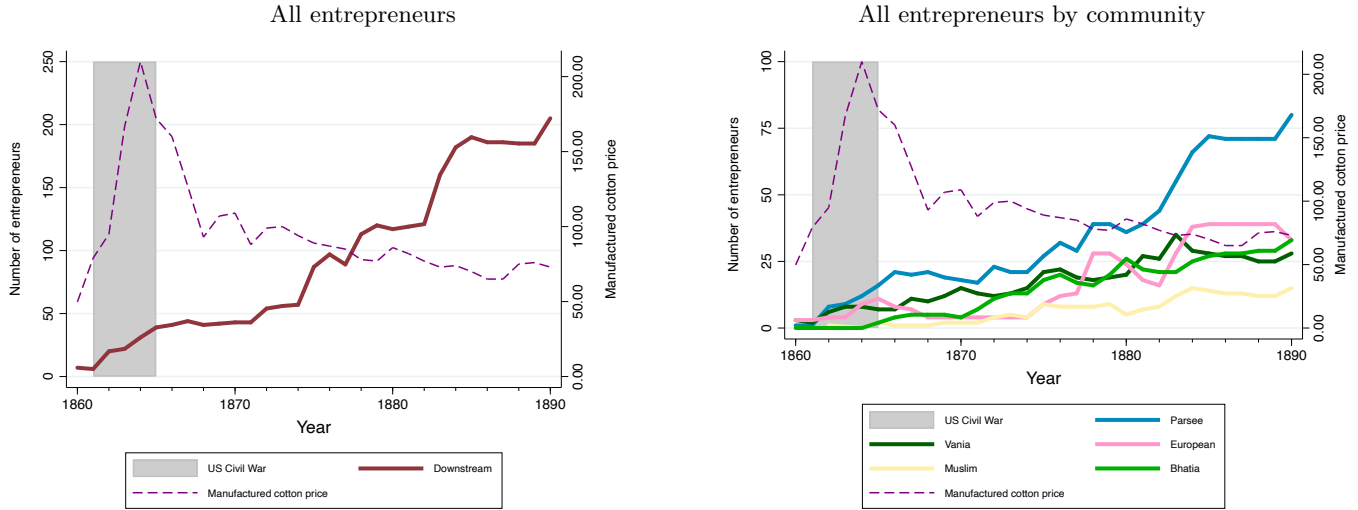 All entrepreneurs
Number of entrepreneurs
250
200
150
100
50
0
200.00
150.00
100.00
50.00
0.00
Manufactured cotton price
1860 1870 1880 1890
Year
US Civil War Downstream
Manufactured cotton price
All entrepreneurs by community
Number of entrepreneurs
100
75
50
25
0
200.00
150.00
100.00
50.00
0.00
Manufactured cotton price
1860 1870 1880 1890
Year
US Civil War Parsee
Vania European
Muslim Bhatia
Manufactured cotton price